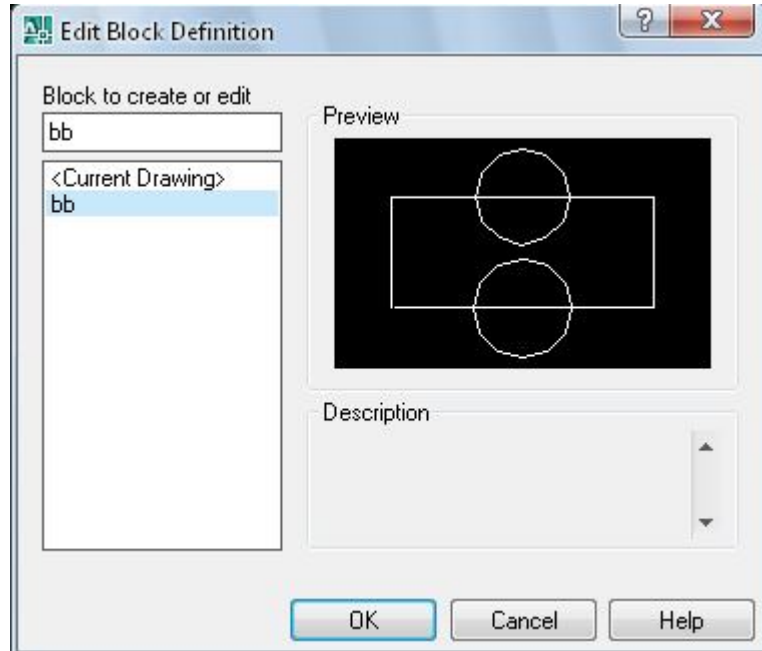 Edit Block Definition
Block to create or edit
bb
<Current Drawing>
bb
Preview
Description
OK
Cancel
Help